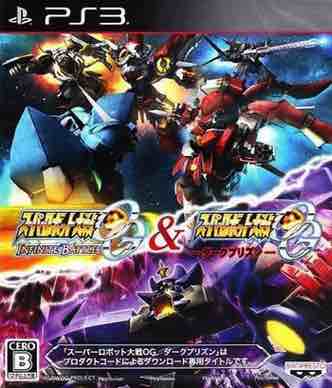 PS3
スーパーロボット大戦OG
INFINITE BATTLE
&
スーパーロボット大戦OG
ダークプリズン
CERO
B
「スーパーロボット大戦OG ダークプリズン」は
プロダクトコードによるダウンロード専用タイトルです。
BANPRESTO